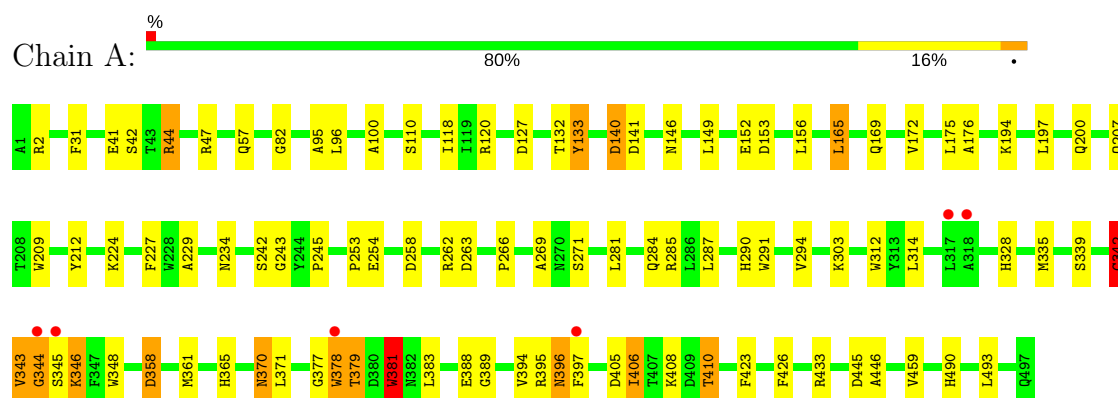 %
Chain A:
80% 16% •
A1 R2 F31 E41 S42 T43 R44 R47 Q57 G82 A95 L96 A100 S110 I118 I119 R120 D127 T132 Y133 D140 D141 N146 L149 E152 D153 L156 L165 Q169 V172 L175 A176 K194 L197 Q200
T208 W209 Y212 K224 F227 W228 A229 N234 S242 G243 Y244 P245 P253 E254 D258 R262 D263 P266 A269 N270 S271 L281 Q284 R285 L286 L287 H290 W291 V294 K303 W312 Y313 L314 L317 A318 H328 M335 S339
V343 G344 S345 K346 F347 W348 D358 M361 H365 N370 L371 G377 W378 T379 D380 W381 N382 L383 E388 G389 V394 R395 N396 F397 D405 I406 T407 K408 D409 T410 F423 F426 R433 D445 A446 V459 H490 L493 Q497